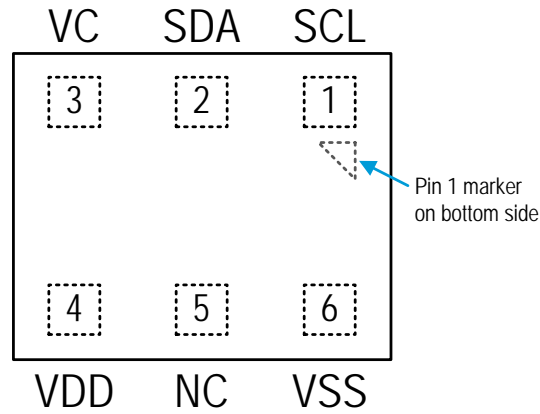 VC SDA SCL
3 2 1
Pin 1 marker
on bottom side
4 5 6
VDD NC VSS